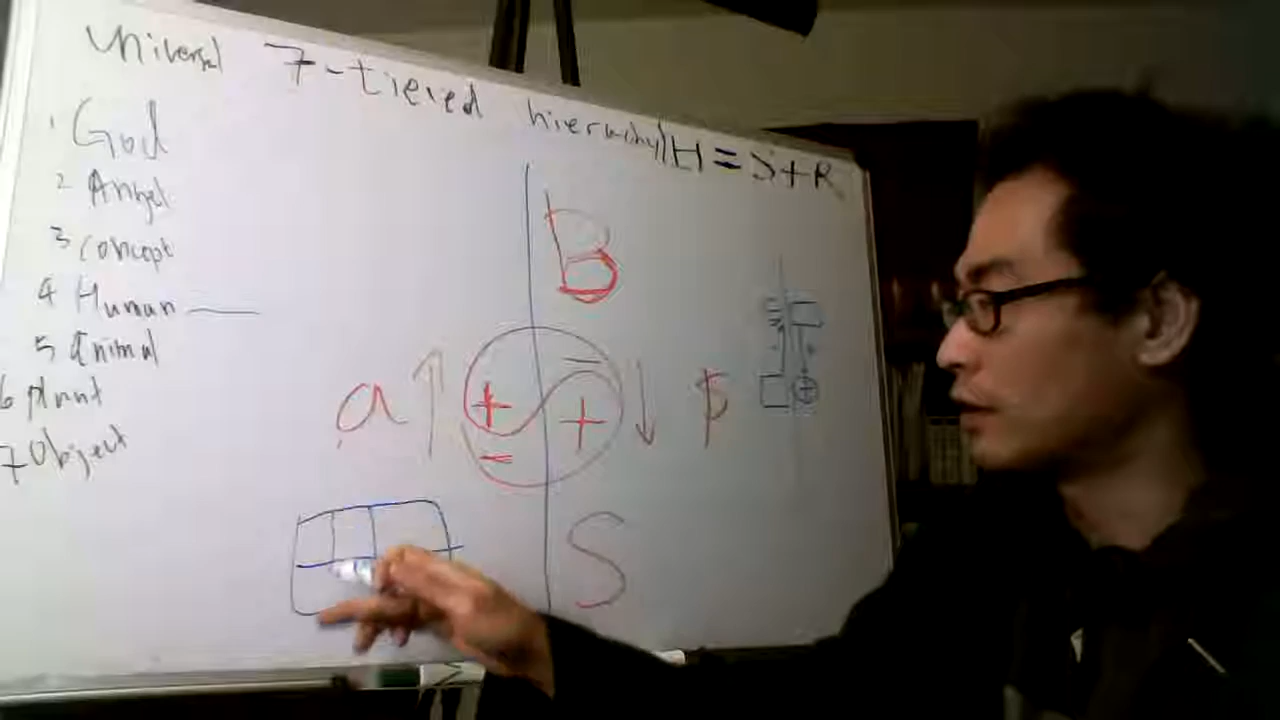 Universal 7-tiered hierarchy H = S+R
1 God
2 Angel
3 Concept
4 Human
5 Animal
6 Plant
7 Object
B
−
a ↑ + + ↓
−
S